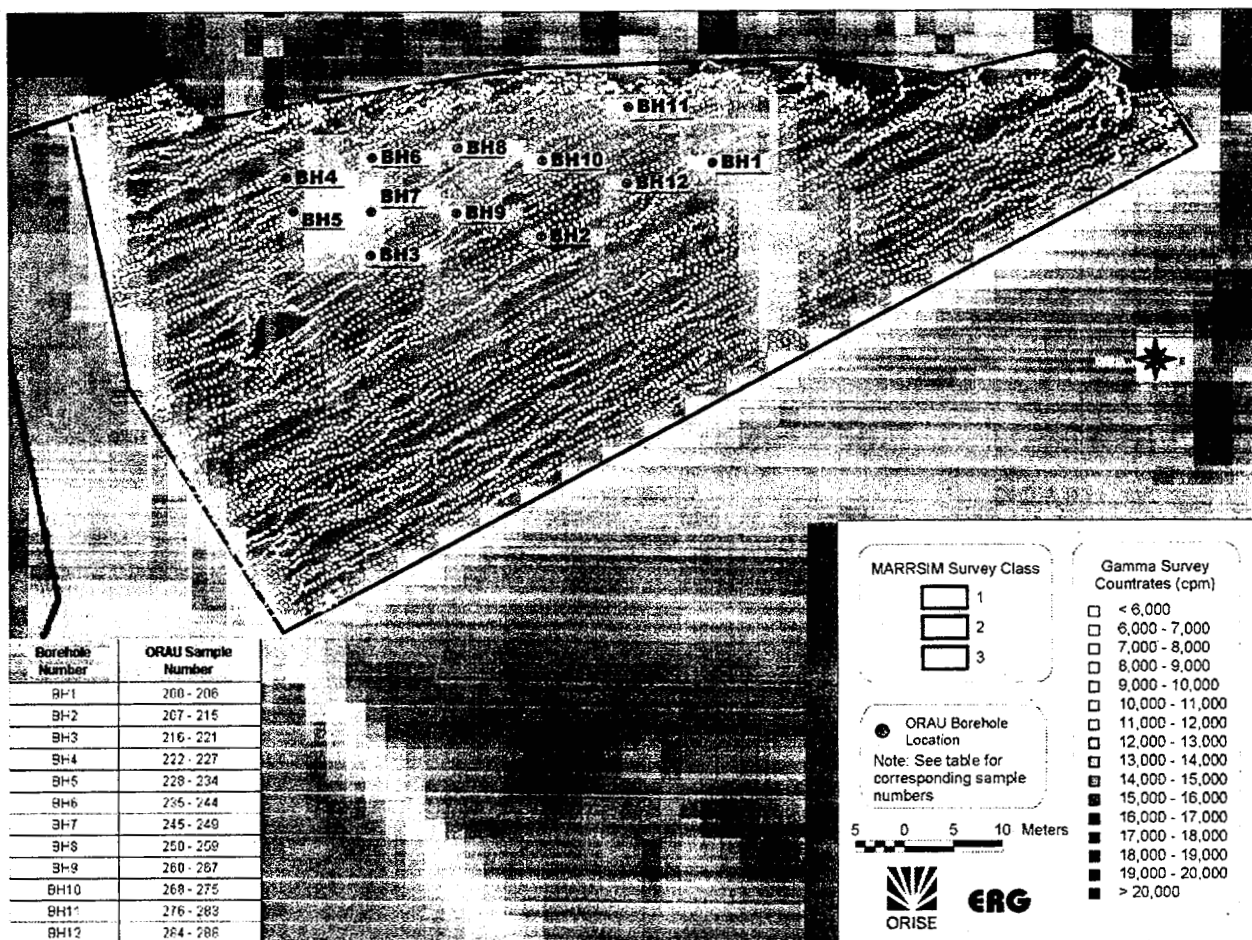 BH11
BH8
BH6
BH10
BH1
BH4
BH12
BH7
BH9
BH5
BH2
BH3
Borehole Number ORAU Sample Number
BH1 200 - 206
BH2 207 - 215
BH3 216 - 221
BH4 222 - 227
BH5 228 - 234
BH6 235 - 244
BH7 245 - 249
BH8 250 - 259
BH9 260 - 267
BH10 268 - 275
BH11 276 - 283
BH12 284 - 286
MARRSIM Survey Class
1
2
3
ORAU Borehole
Location
Note: See table for
corresponding sample
numbers
5 0 5 10 Meters
ORISE
ERG
Gamma Survey
Countrates (cpm)
< 6,000
6,000 - 7,000
7,000 - 8,000
8,000 - 9,000
9,000 - 10,000
10,000 - 11,000
11,000 - 12,000
12,000 - 13,000
13,000 - 14,000
14,000 - 15,000
15,000 - 16,000
16,000 - 17,000
17,000 - 18,000
18,000 - 19,000
19,000 - 20,000
> 20,000